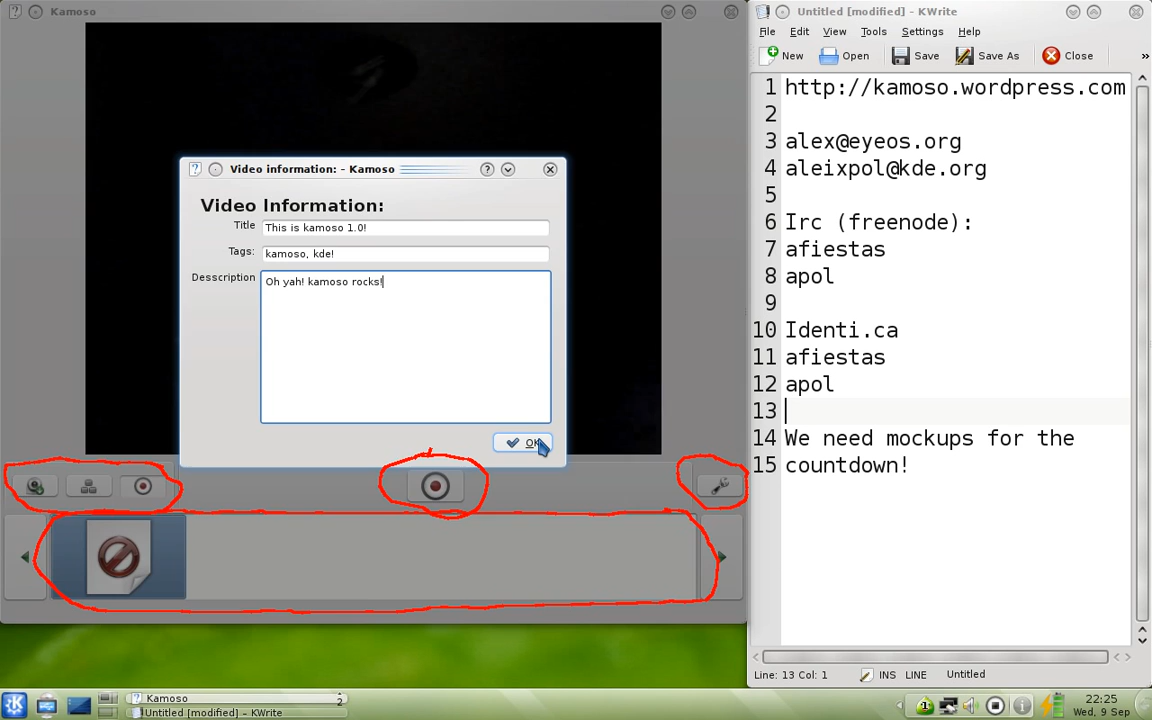 Kamoso
Video information: - Kamoso
Video Information:
Title
This is kamoso 1.0!
Tags:
kamoso, kde!
Desscription
Oh yah! kamoso rocks!
OK
Untitled [modified] - KWrite
File Edit View Tools Settings Help
New Open Save Save As Close »
1 http://kamoso.wordpress.com
2
3 alex@eyeos.org
4 aleixpol@kde.org
5
6 Irc (freenode):
7 afiestas
8 apol
9
10 Identi.ca
11 afiestas
12 apol
13
14 We need mockups for the
15 countdown!
Line: 13 Col: 1 INS LINE Untitled
Kamoso
2
Untitled [modified] - KWrite
1
22:25
Wed, 9 Sep